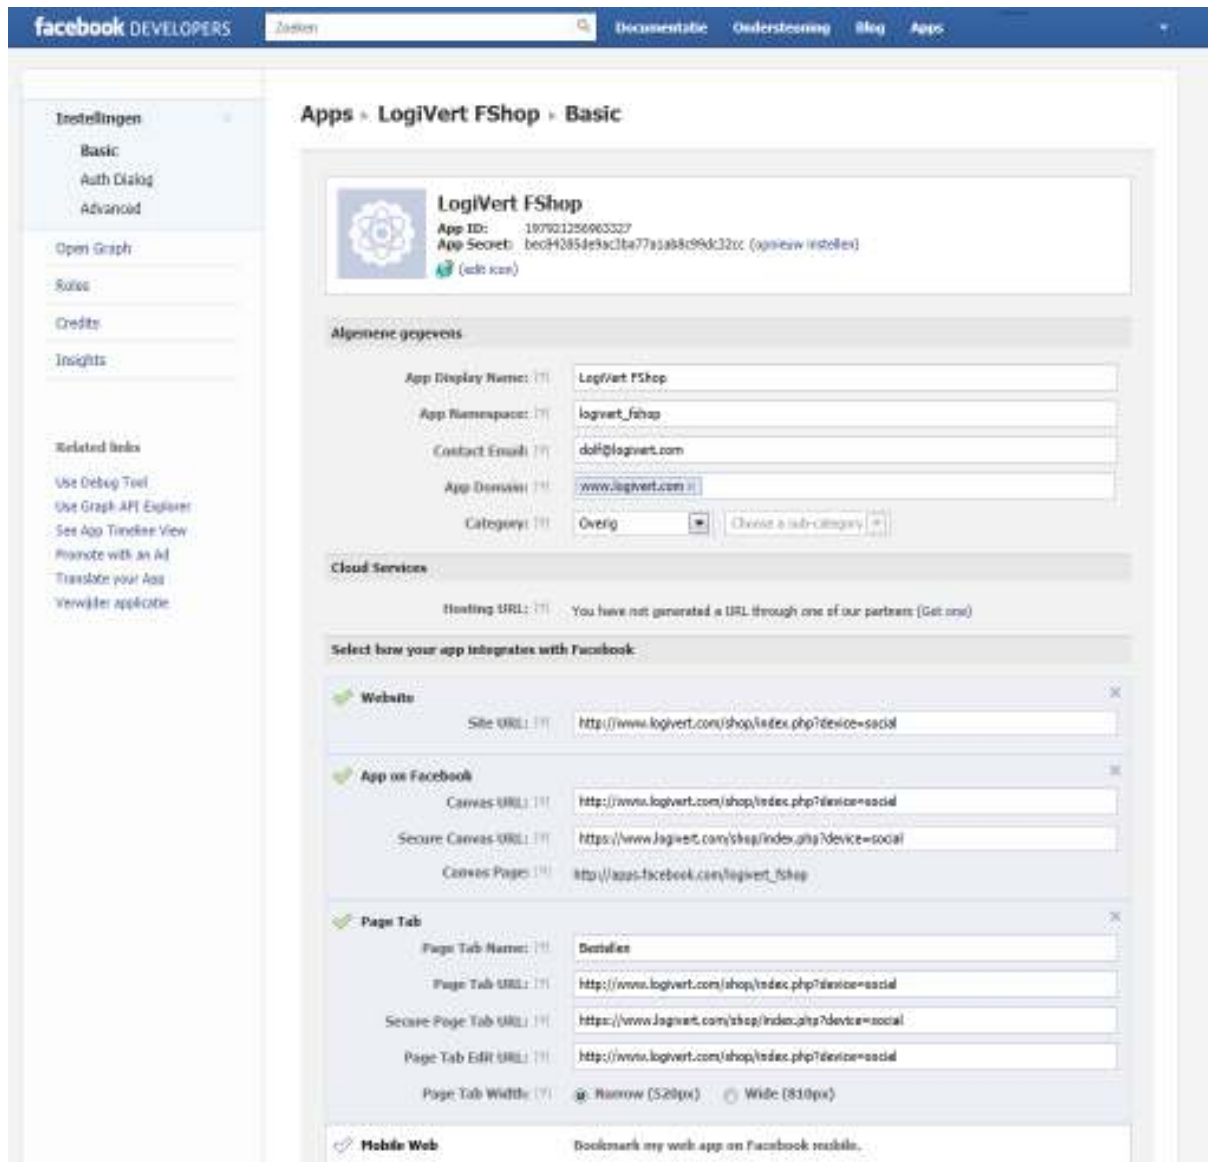 facebook DEVELOPERS
Zoeken
Documentatie Ondersteuning Blog Apps
Instellingen
Basic
Auth Dialog
Advanced
Open Graph
Roles
Credits
Insights
Related links
Use Debug Tool
Use Graph API Explorer
See App Timeline View
Promote with an Ad
Translate your App
Verwijder applicatie
Apps ▸ LogiVert FShop ▸ Basic
LogiVert FShop
App ID:
App Secret: (opnieuw instellen)
(edit icon)
Algemene gegevens
App Display Name: [?] LogiVert FShop
App Namespace: [?] logivert_fshop
Contact Email: [?] dolf@logivert.com
App Domain: [?] www.logivert.com ×
Category: [?] Overig Choose a sub-category
Cloud Services
Hosting URL: [?] You have not generated a URL through one of our partners (Get one)
Select how your app integrates with Facebook
Website ×
Site URL: [?] http://www.logivert.com/shop/index.php?device=social
App on Facebook ×
Canvas URL: [?] http://www.logivert.com/shop/index.php?device=social
Secure Canvas URL: [?] https://www.logivert.com/shop/index.php?device=social
Canvas Page: [?] http://apps.facebook.com/logivert_fshop
Page Tab ×
Page Tab Name: [?] Bestellen
Page Tab URL: [?] http://www.logivert.com/shop/index.php?device=social
Secure Page Tab URL: [?] https://www.logivert.com/shop/index.php?device=social
Page Tab Edit URL: [?] http://www.logivert.com/shop/index.php?device=social
Page Tab Width: [?] Narrow (520px) Wide (810px)
Mobile Web Bookmark my web app on Facebook mobile.